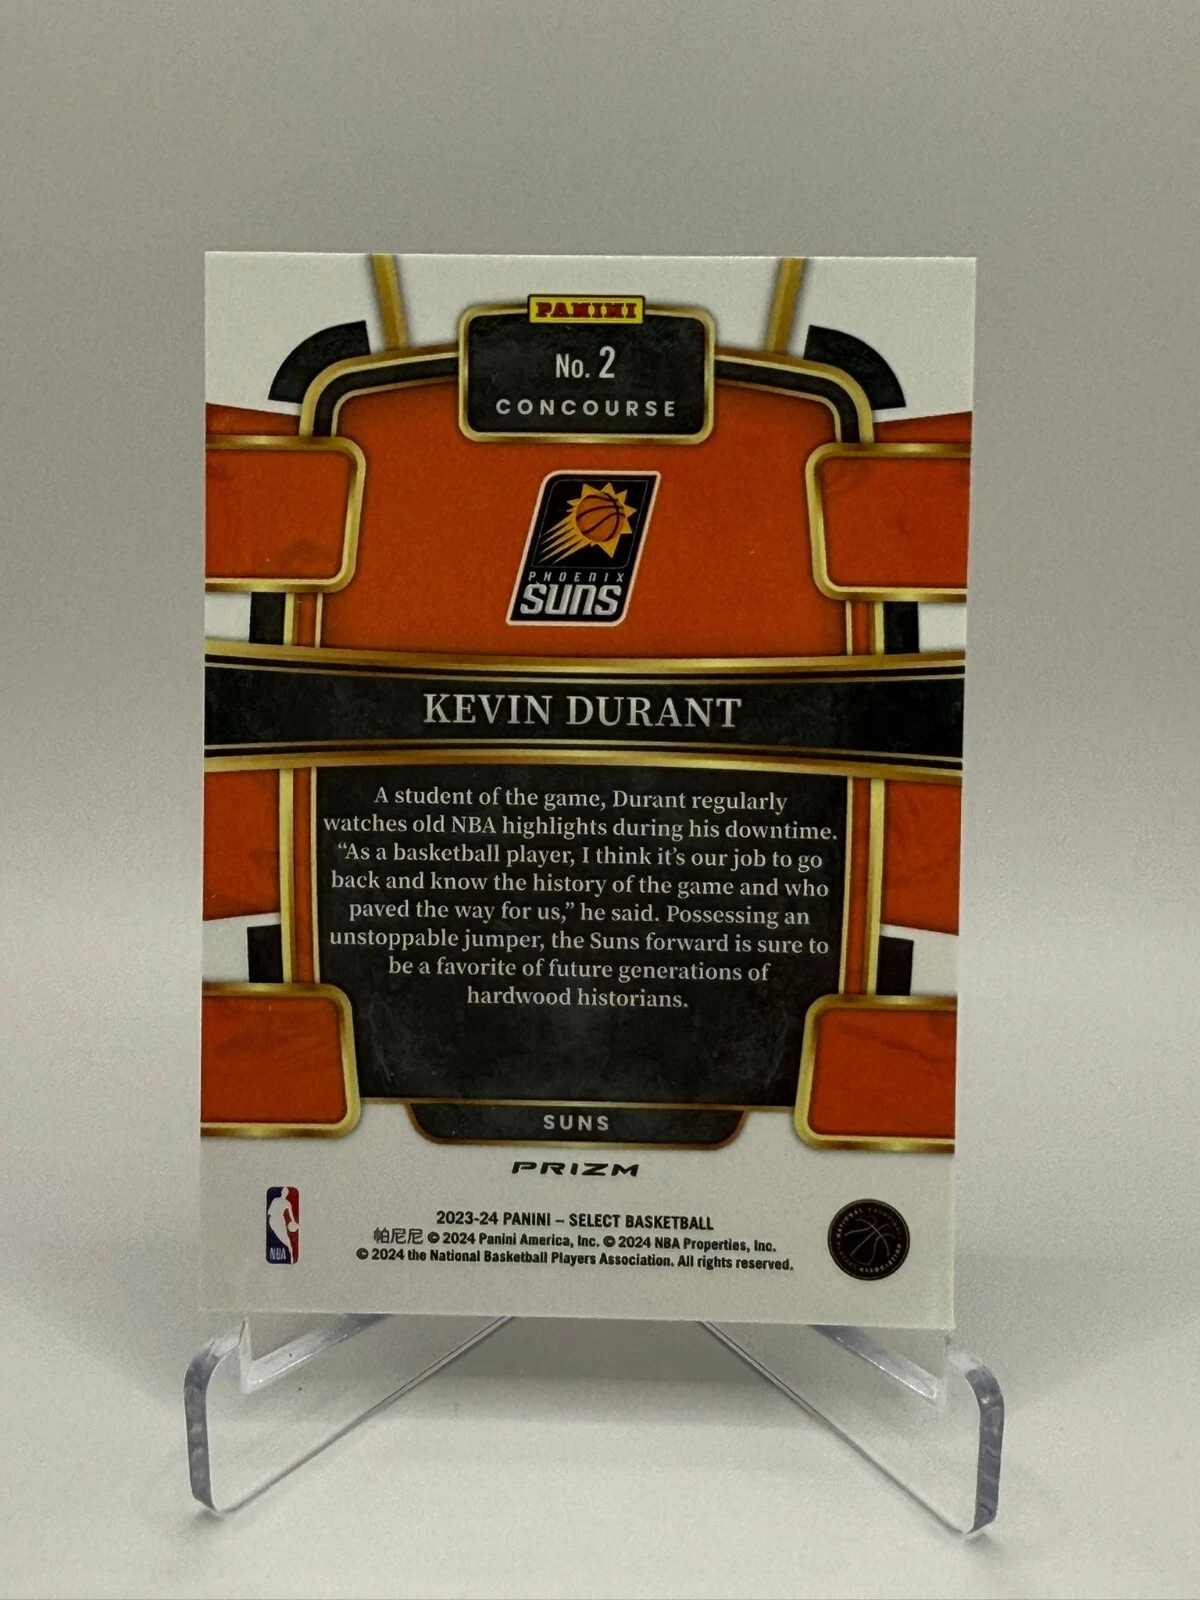 PANINI
No. 2
CONCOURSE
PHOENIX
SUNS
KEVIN DURANT
A student of the game, Durant regularly
watches old NBA highlights during his downtime.
“As a basketball player, I think it’s our job to go
back and know the history of the game and who
paved the way for us,” he said. Possessing an
unstoppable jumper, the Suns forward is sure to
be a favorite of future generations of
hardwood historians.
SUNS
PRIZM
NBA
2023-24 PANINI – SELECT BASKETBALL
帕尼尼 © 2024 Panini America, Inc. © 2024 NBA Properties, Inc.
© 2024 the National Basketball Players Association. All rights reserved.
NATIONAL
ASSOCIATION